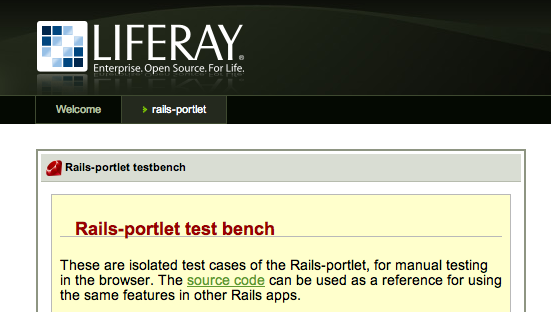 LIFERAY®
Enterprise. Open Source. For Life.
Welcome
rails-portlet
Rails-portlet testbench
Rails-portlet test bench
These are isolated test cases of the Rails-portlet, for manual testing
in the browser. The source code can be used as a reference for using
the same features in other Rails apps.